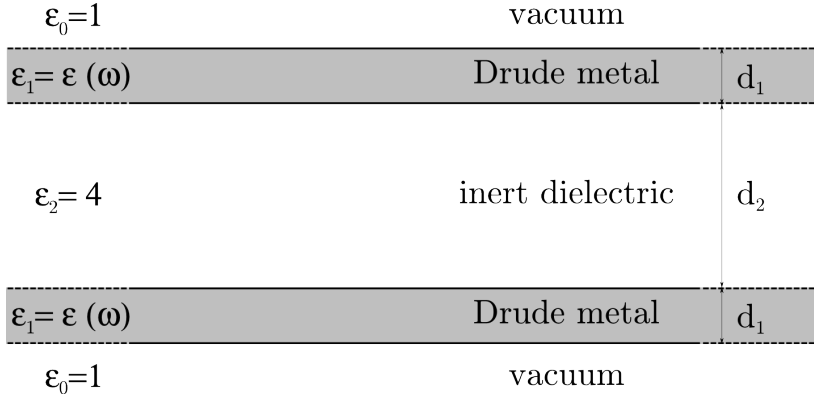 ε₀=1 vacuum
ε₁= ε (ω) Drude metal d₁
ε₂= 4 inert dielectric d₂
ε₁= ε (ω) Drude metal d₁
ε₀=1 vacuum